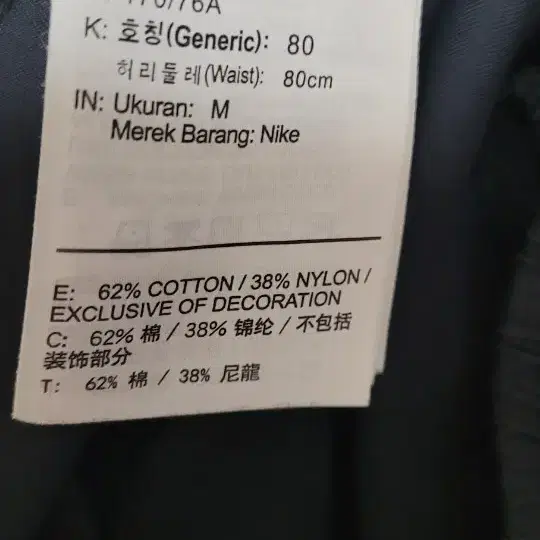 170/76A
K: 호칭(Generic): 80
허리둘레(Waist): 80cm
IN: Ukuran: M
Merek Barang: Nike
E: 62% COTTON / 38% NYLON /
EXCLUSIVE OF DECORATION
C: 62% 棉 / 38% 锦纶 / 不包括
装饰部分
T: 62% 棉 / 38% 尼龍